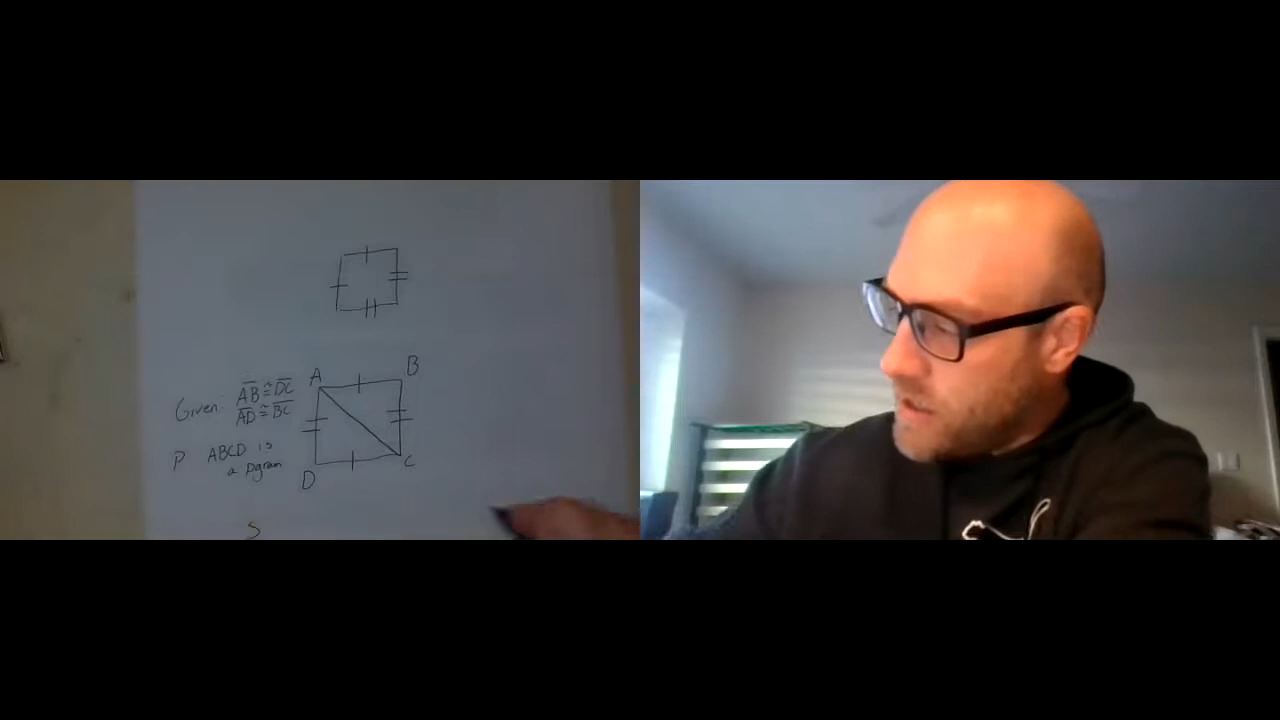 A
B
Given: AB ≅ DC
AD ≅ BC
P ABCD is
a pgram
D
C
S